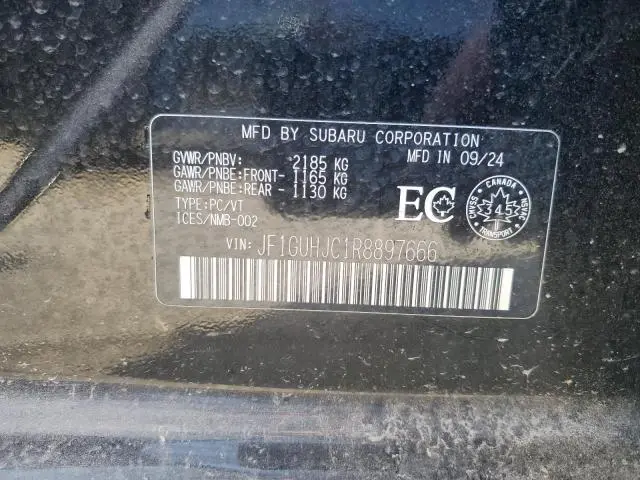 MFD BY SUBARU CORPORATION
GVWR/PNBV: 2185 KG MFD IN 09/24
GAWR/PNBE:FRONT- 1165 KG
GAWR/PNBE:REAR - 1130 KG
TYPE:PC/VT
ICES/NMB-002
EC
CANADA
CMVSS
345
NSVAC
TRANSPORT
VIN: JF1GUHJC1R8897666